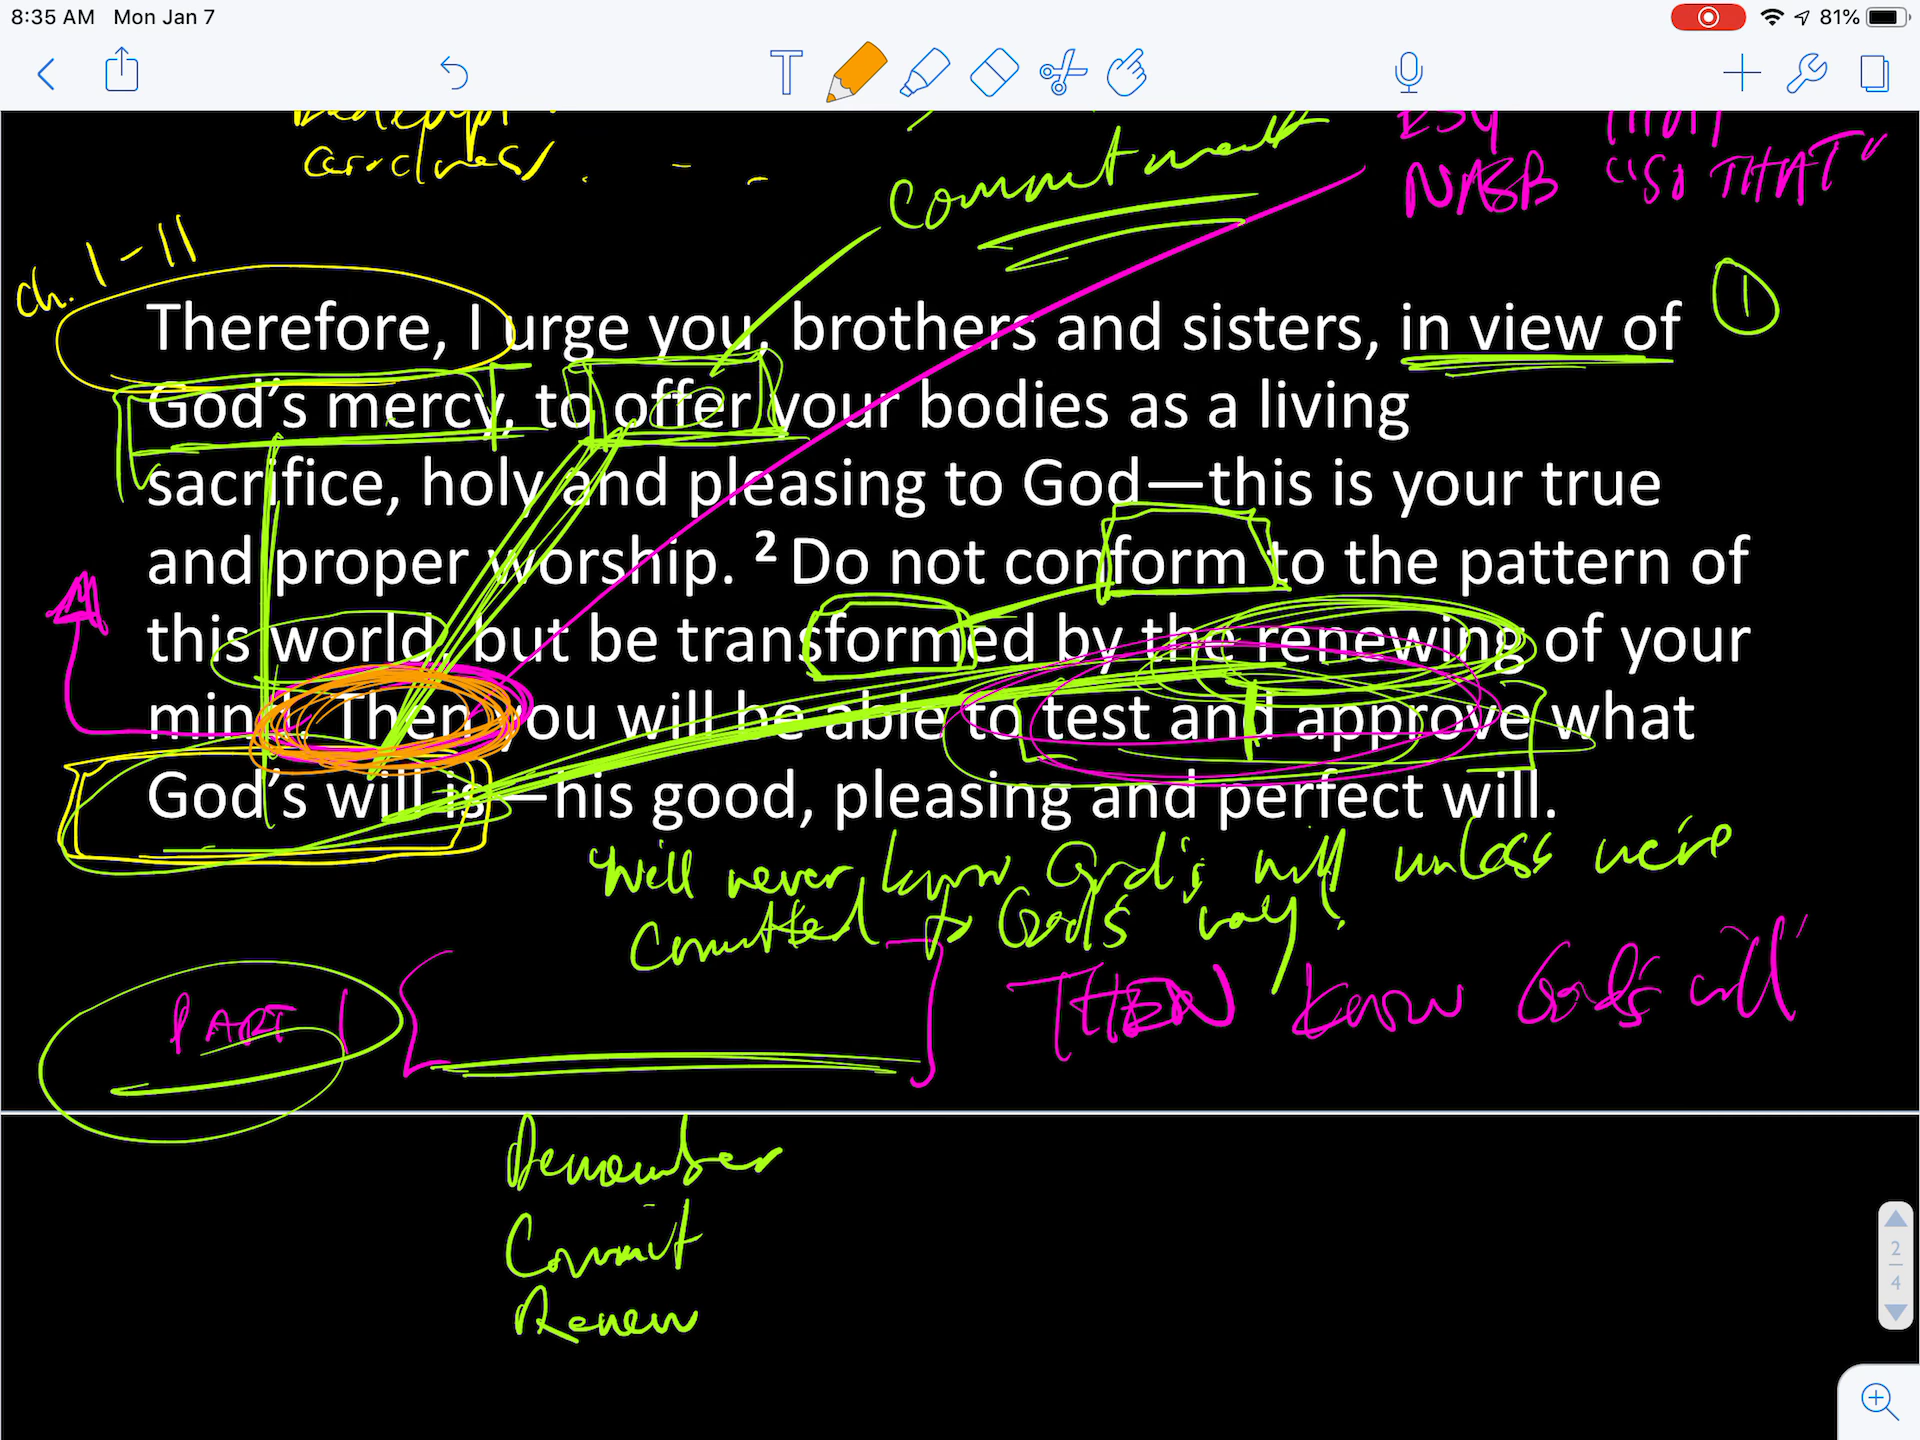 8:35 AM Mon Jan 7
81%
T
Commitment
NASB "so THAT"
ch. 1-11
1
Therefore, I urge you, brothers and sisters, in view of
God's mercy, to offer your bodies as a living
sacrifice, holy and pleasing to God—this is your true
and proper worship. 2 Do not conform to the pattern of
this world, but be transformed by the renewing of your
mind. Then you will be able to test and approve what
God's will is—his good, pleasing and perfect will.
Will never know God's will unless we're
committed to God's way!
PART 1
THEN know God's will
Remember
Commit
Renew
2
4